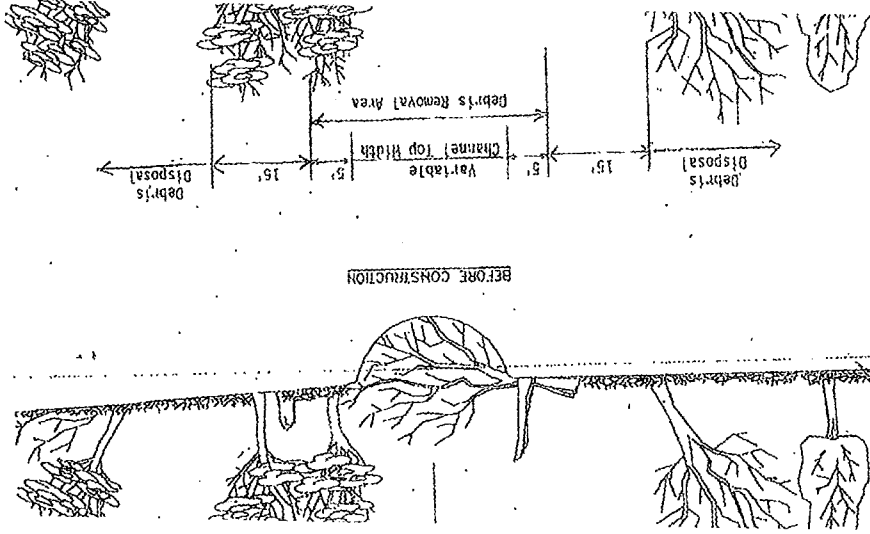 BEFORE CONSTRUCTION
Debris
Disposal
15'
5'
Variable
Channel Top Width
5'
15'
Debris
Disposal
Debris Removal Area